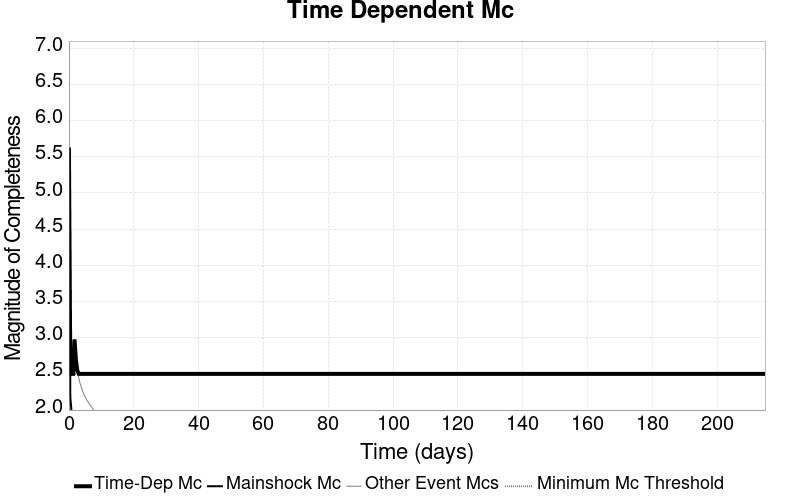 Time Dependent Mc
Magnitude of Completeness
7.0
6.5
6.0
5.5
5.0
4.5
4.0
3.5
3.0
2.5
2.0
0 20 40 60 80 100 120 140 160 180 200
Time (days)
Time-Dep Mc Mainshock Mc Other Event Mcs Minimum Mc Threshold